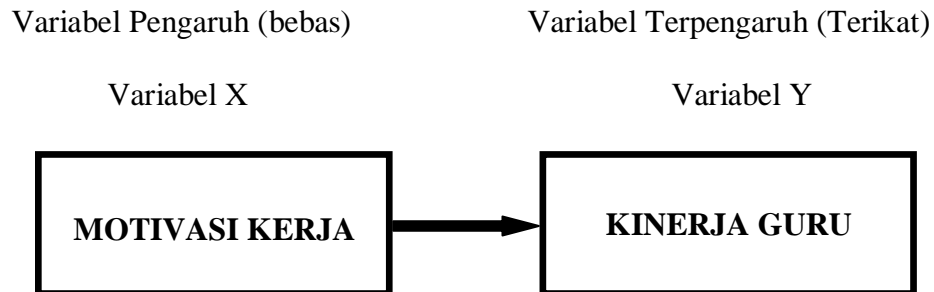 Variabel Pengaruh (bebas) Variabel Terpengaruh (Terikat)
Variabel X Variabel Y
MOTIVASI KERJA KINERJA GURU